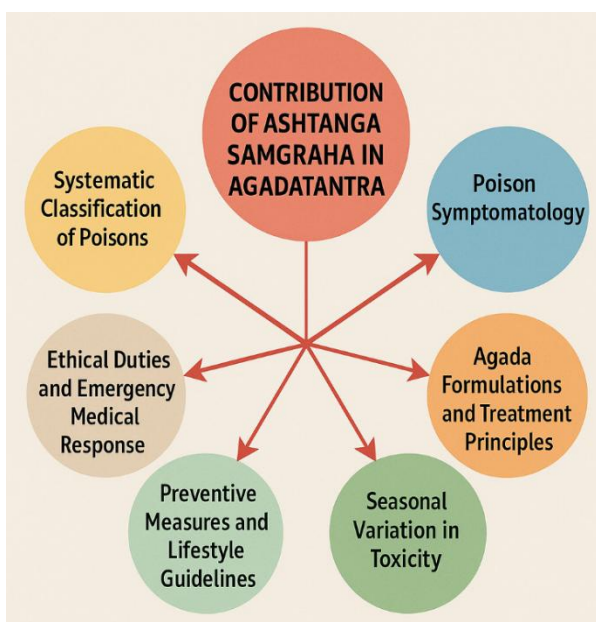 CONTRIBUTION
OF ASHTANGA
SAMGRAHA IN
AGADATANTRA
Systematic
Classification
of Poisons
Poison
Symptomatology
Ethical Duties
and Emergency
Medical
Response
Agada
Formulations
and Treatment
Principles
Preventive
Measures and
Lifestyle
Guidelines
Seasonal
Variation in
Toxicity